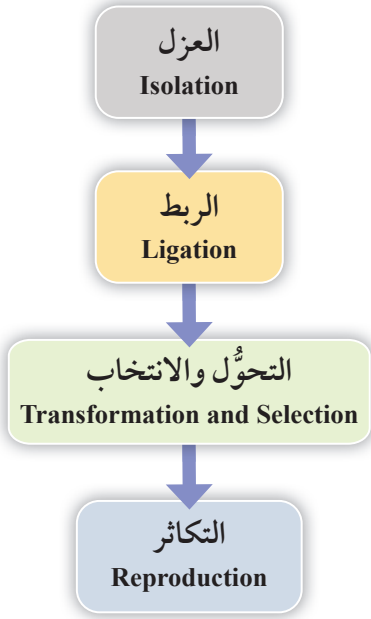 العزل
Isolation
الربط
Ligation
التحوُّل والانتخاب
Transformation and Selection
التكاثر
Reproduction